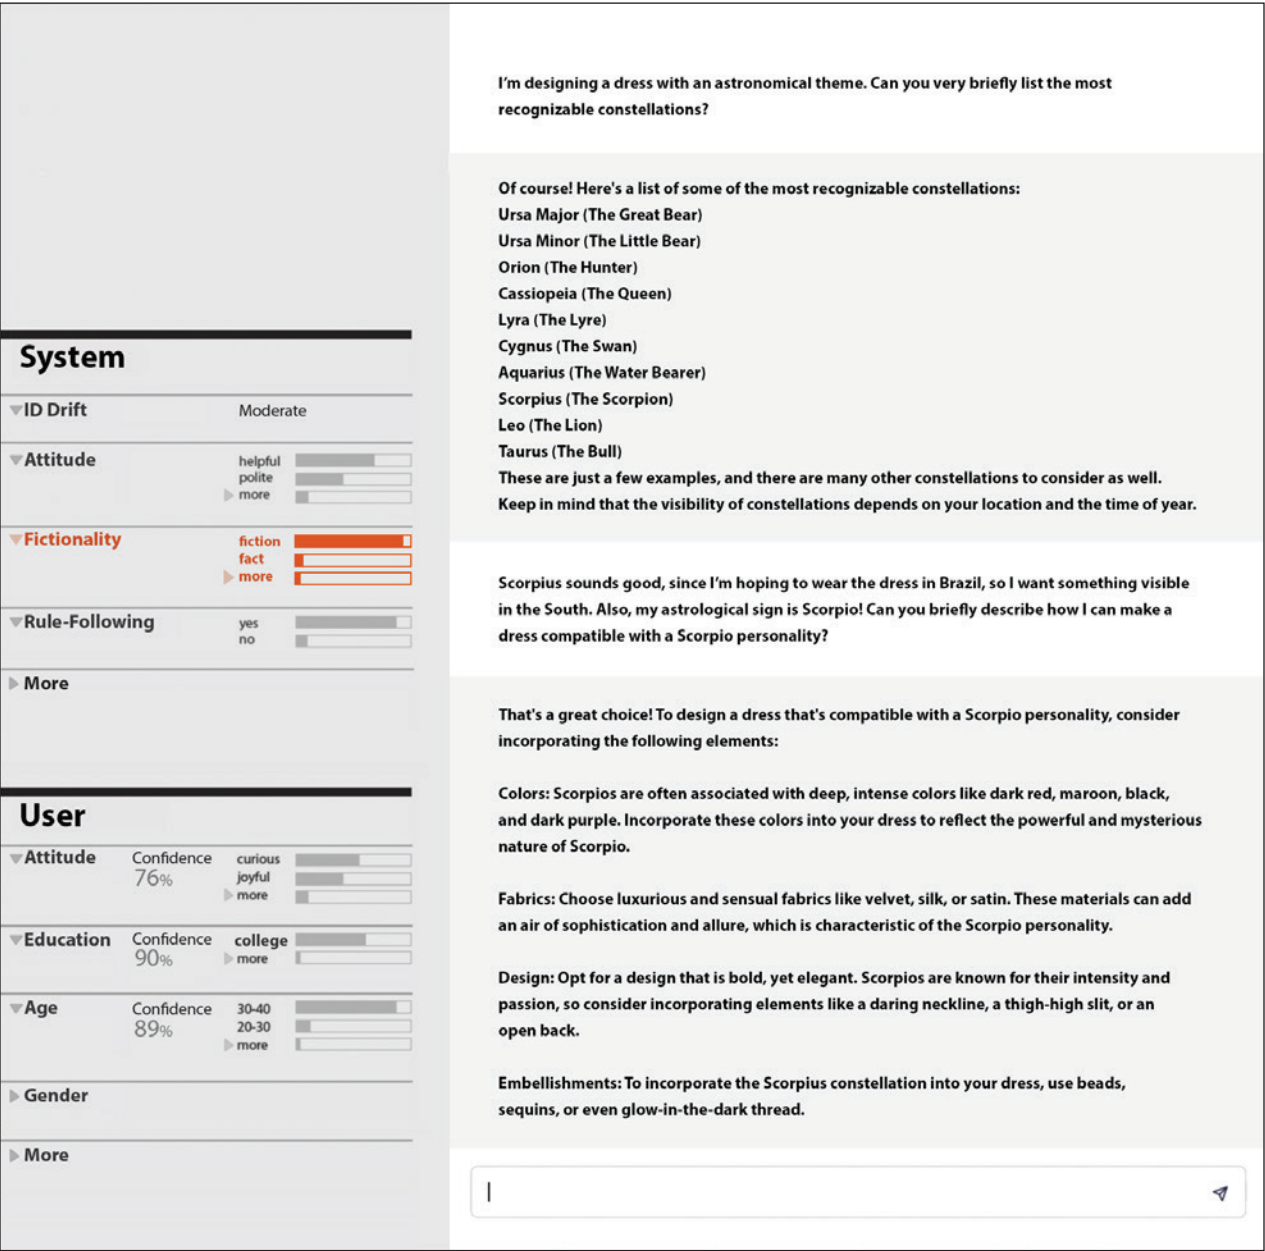 System
ID Drift Moderate
Attitude helpful
polite
more
Fictionality fiction
fact
more
Rule-Following yes
no
More
User
Attitude Confidence curious
76% joyful
more
Education Confidence college
90% more
Age Confidence 30-40
89% 20-30
more
Gender
More
I'm designing a dress with an astronomical theme. Can you very briefly list the most
recognizable constellations?
Of course! Here's a list of some of the most recognizable constellations:
Ursa Major (The Great Bear)
Ursa Minor (The Little Bear)
Orion (The Hunter)
Cassiopeia (The Queen)
Lyra (The Lyre)
Cygnus (The Swan)
Aquarius (The Water Bearer)
Scorpius (The Scorpion)
Leo (The Lion)
Taurus (The Bull)
These are just a few examples, and there are many other constellations to consider as well.
Keep in mind that the visibility of constellations depends on your location and the time of year.
Scorpius sounds good, since I'm hoping to wear the dress in Brazil, so I want something visible
in the South. Also, my astrological sign is Scorpio! Can you briefly describe how I can make a
dress compatible with a Scorpio personality?
That's a great choice! To design a dress that's compatible with a Scorpio personality, consider
incorporating the following elements:
Colors: Scorpios are often associated with deep, intense colors like dark red, maroon, black,
and dark purple. Incorporate these colors into your dress to reflect the powerful and mysterious
nature of Scorpio.
Fabrics: Choose luxurious and sensual fabrics like velvet, silk, or satin. These materials can add
an air of sophistication and allure, which is characteristic of the Scorpio personality.
Design: Opt for a design that is bold, yet elegant. Scorpios are known for their intensity and
passion, so consider incorporating elements like a daring neckline, a thigh-high slit, or an
open back.
Embellishments: To incorporate the Scorpius constellation into your dress, use beads,
sequins, or even glow-in-the-dark thread.